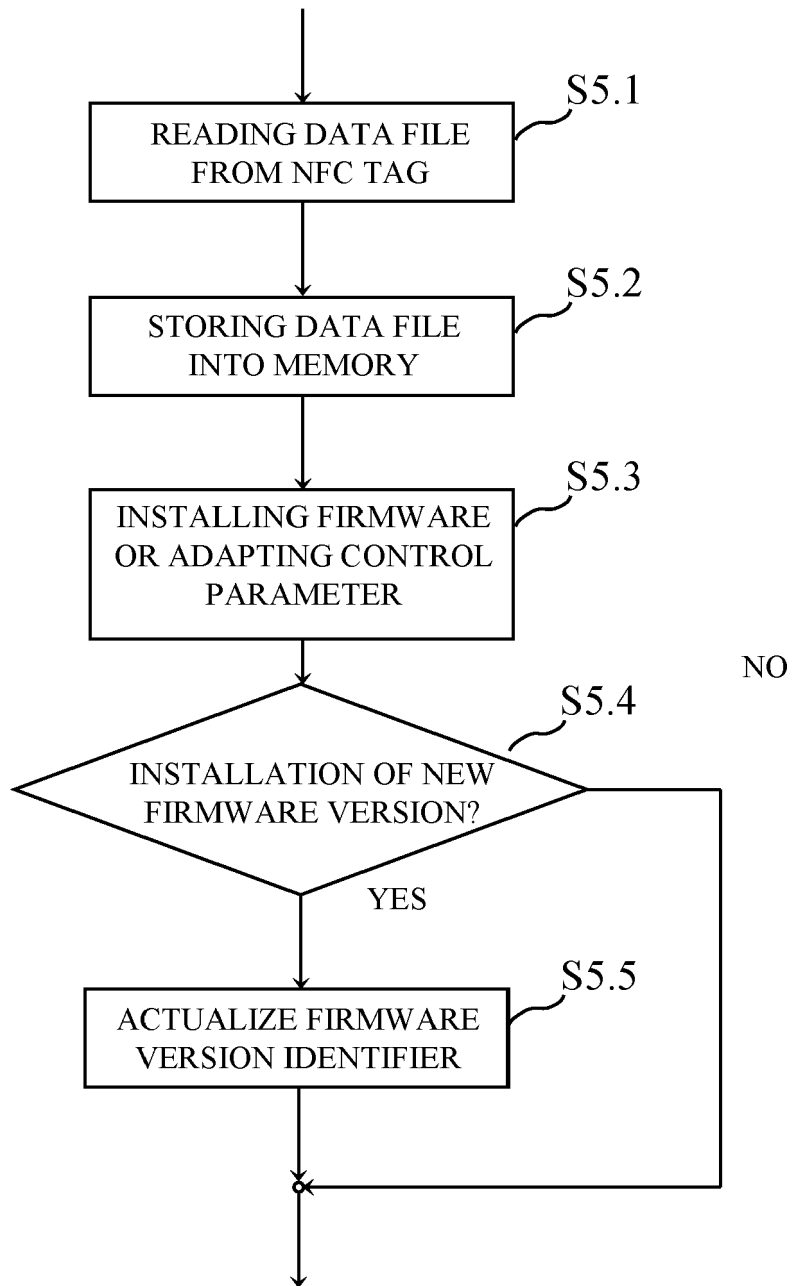 S5.1
READING DATA FILE
FROM NFC TAG
S5.2
STORING DATA FILE
INTO MEMORY
S5.3
INSTALLING FIRMWARE
OR ADAPTING CONTROL
PARAMETER
NO
S5.4
INSTALLATION OF NEW
FIRMWARE VERSION?
YES
S5.5
ACTUALIZE FIRMWARE
VERSION IDENTIFIER